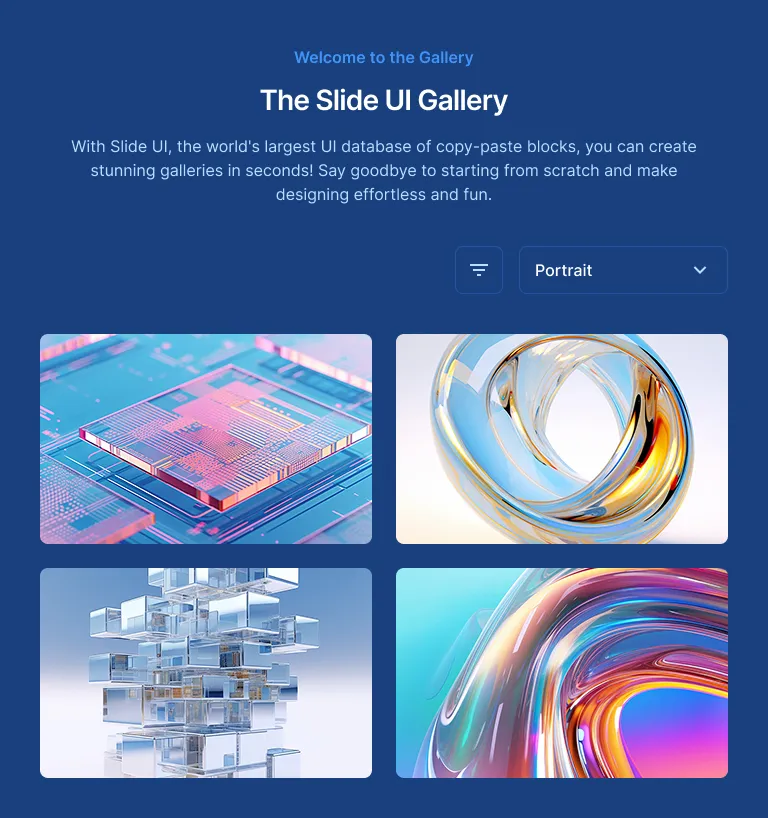 Welcome to the Gallery
The Slide UI Gallery
With Slide UI, the world's largest UI database of copy-paste blocks, you can create
stunning galleries in seconds! Say goodbye to starting from scratch and make
designing effortless and fun.
Portrait